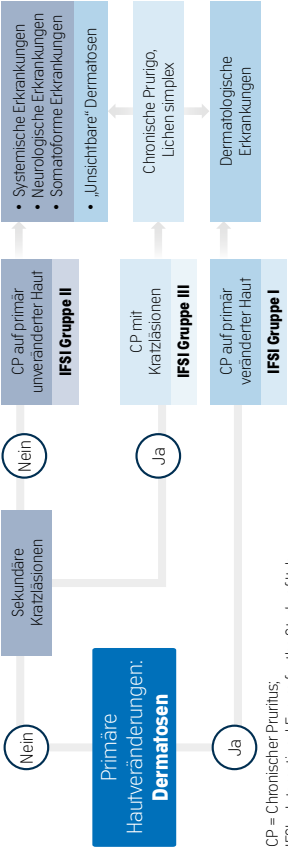 Primäre
Hautveränderungen:
Dermatosen
Nein
Ja
Sekundäre
Kratzläsionen
Nein
Ja
CP auf primär
unveränderter Haut
IFSI Gruppe II
CP mit
Kratzläsionen
IFSI Gruppe III
CP auf primär
veränderter Haut
IFSI Gruppe I
• Systemische Erkrankungen
• Neurologische Erkrankungen
• Somatoforme Erkrankungen
• „Unsichtbare“ Dermatosen
Chronische Prurigo,
Lichen simplex
Dermatologische
Erkrankungen
CP = Chronischer Pruritus;